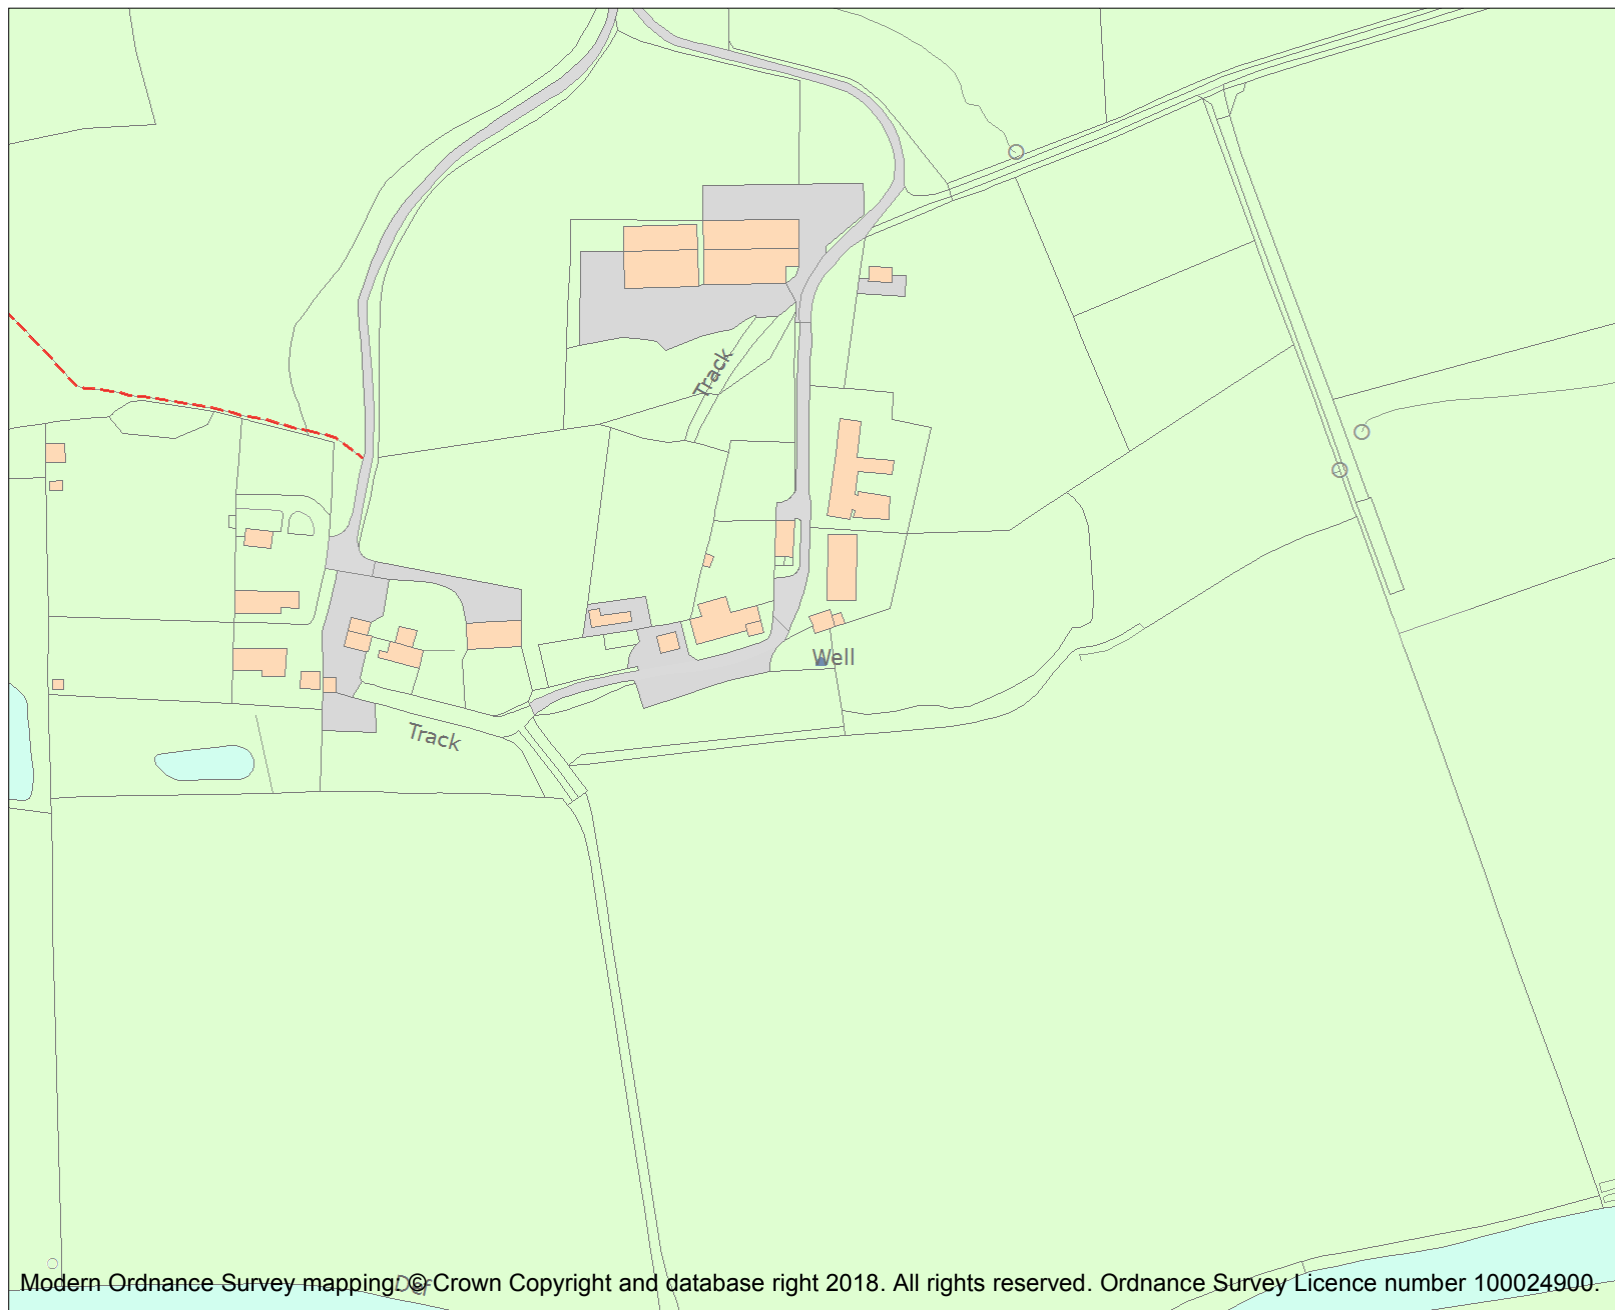 Track
Well
Track
Def
Modern Ordnance Survey mapping: © Crown Copyright and database right 2018. All rights reserved. Ordnance Survey Licence number 100024900.